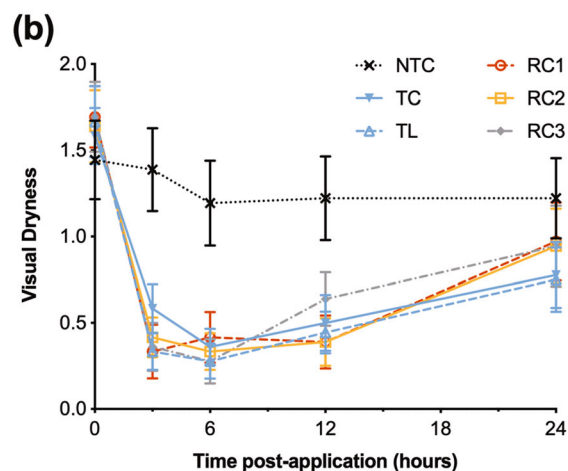 (b)
2.0
1.5
1.0
0.5
0.0
Visual Dryness
NTC
TC
TL
RC1
RC2
RC3
0 6 12 18 24
Time post-application (hours)